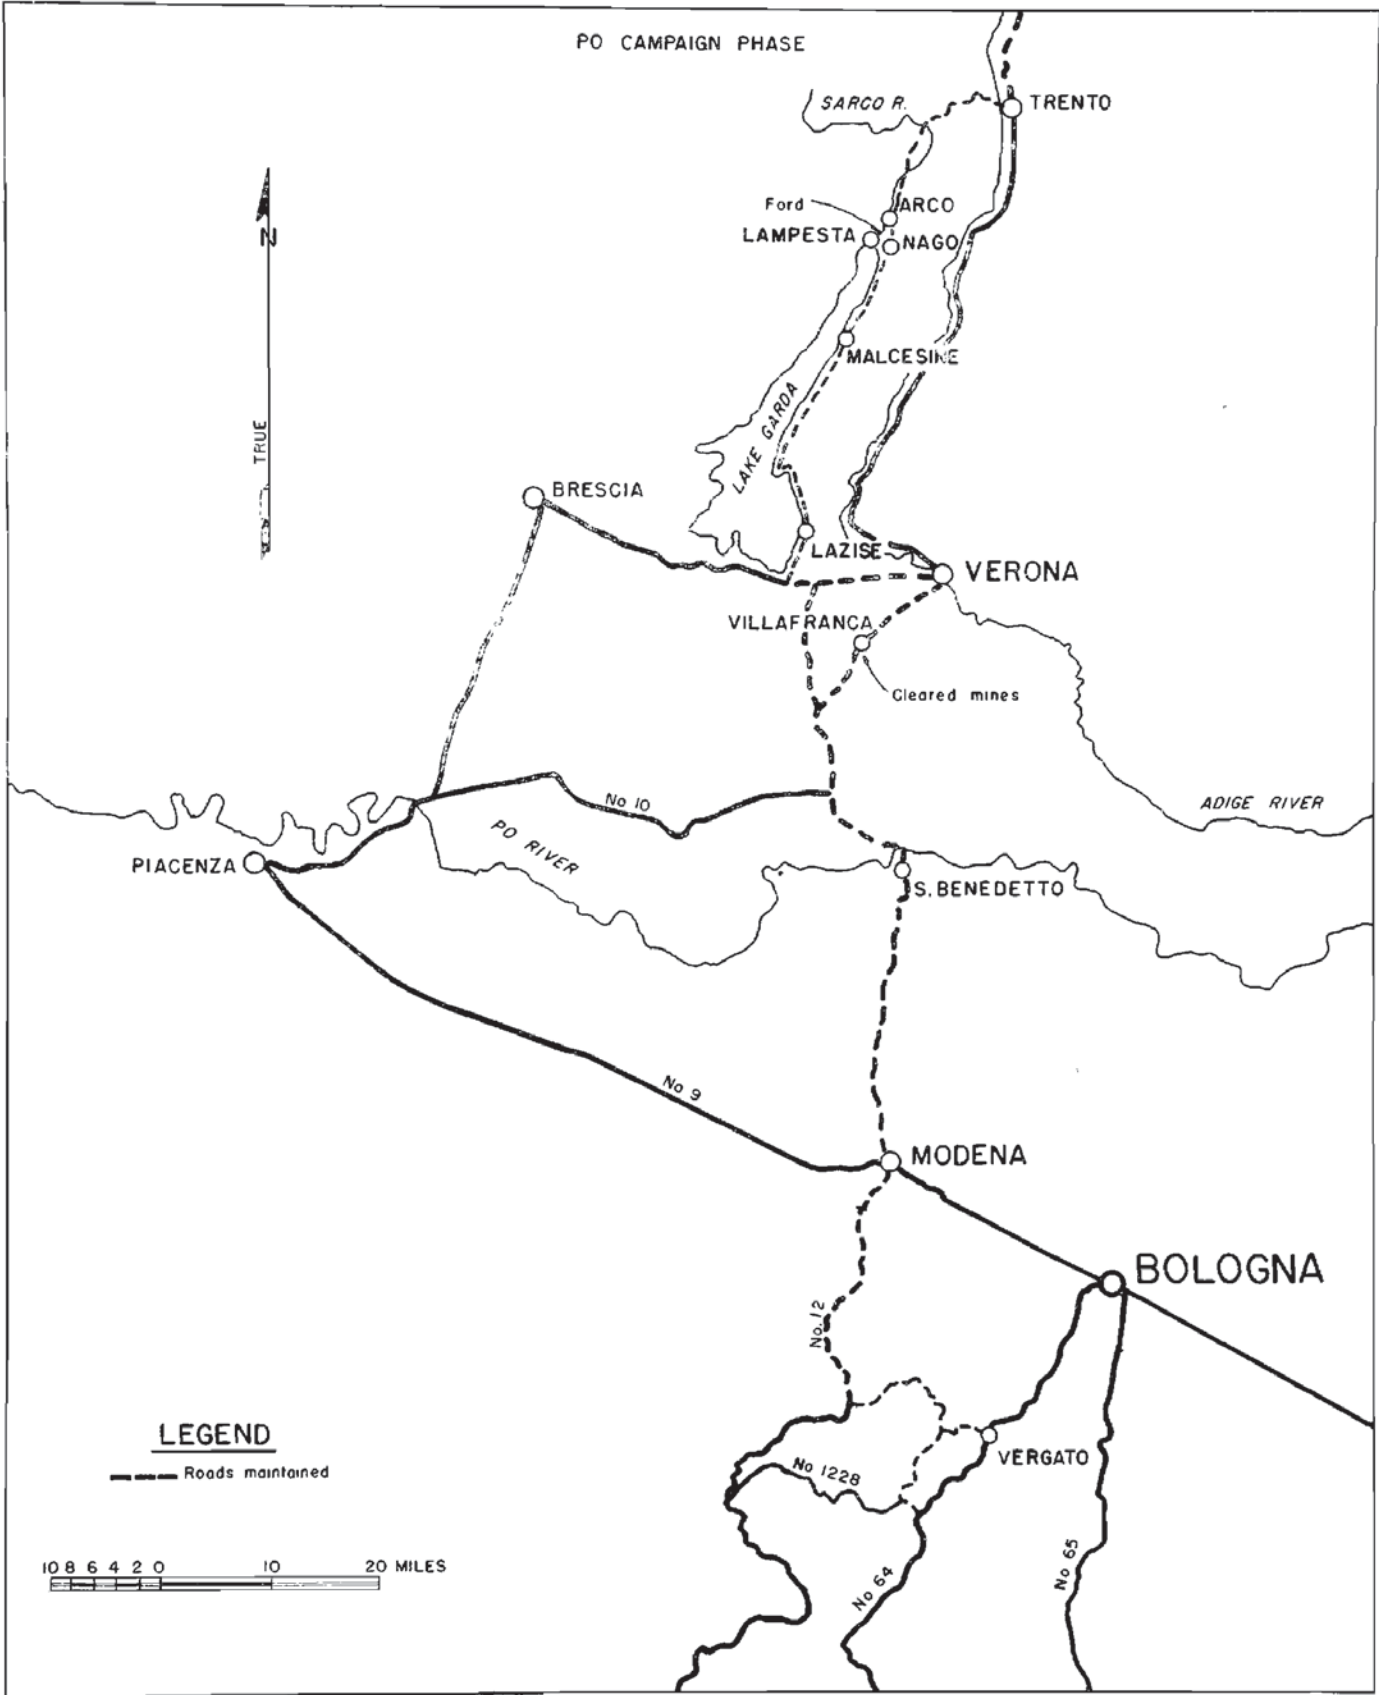 PO CAMPAIGN PHASE
SARCO R.
TRENTO
Ford
ARCO
LAMPESTA
NAGO
N
MALCESINE
LAKE GARDA
TRUE
BRESCIA
LAZISE
VERONA
VILLAFRANCA
Cleared mines
No 10
ADIGE RIVER
PO RIVER
PIACENZA
S. BENEDETTO
No 9
MODENA
BOLOGNA
No. 12
LEGEND
Roads maintained
VERGATO
No 1228
No 65
No 64
10 8 6 4 2 0 10 20 MILES